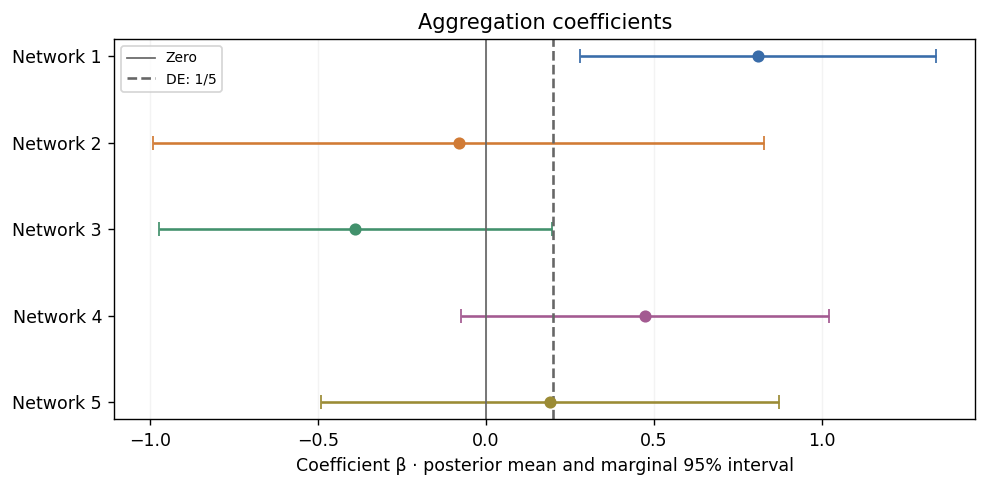 Aggregation coefficients
Zero
DE: 1/5
Network 1
Network 2
Network 3
Network 4
Network 5
−1.0 −0.5 0.0 0.5 1.0
Coefficient β · posterior mean and marginal 95% interval